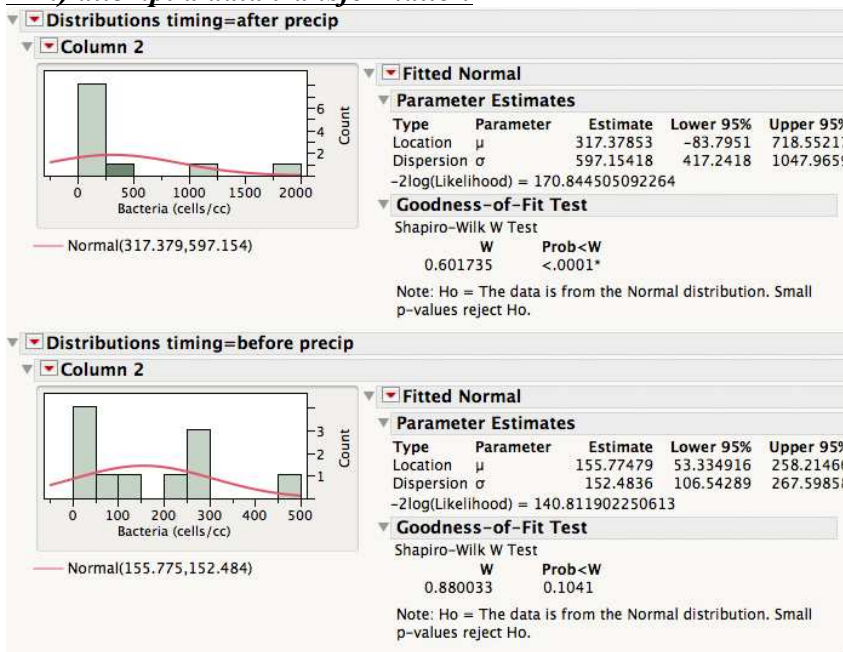 Distributions timing=after precip
Column 2
6
4
2
Count
0 500 1000 1500 2000
Bacteria (cells/cc)
Normal(317.379,597.154)
Fitted Normal
Parameter Estimates
Type Parameter Estimate Lower 95% Upper 95%
Location μ 317.37853 -83.7951 718.55217
Dispersion σ 597.15418 417.2418 1047.9659
-2log(Likelihood) = 170.844505092264
Goodness-of-Fit Test
Shapiro-Wilk W Test
W Prob<W
0.601735 <.0001*
Note: Ho = The data is from the Normal distribution. Small
p-values reject Ho.
Distributions timing=before precip
Column 2
3
2
1
Count
0 100 200 300 400 500
Bacteria (cells/cc)
Normal(155.775,152.484)
Fitted Normal
Parameter Estimates
Type Parameter Estimate Lower 95% Upper 95%
Location μ 155.77479 53.334916 258.21466
Dispersion σ 152.4836 106.54289 267.59858
-2log(Likelihood) = 140.811902250613
Goodness-of-Fit Test
Shapiro-Wilk W Test
W Prob<W
0.880033 0.1041
Note: Ho = The data is from the Normal distribution. Small
p-values reject Ho.